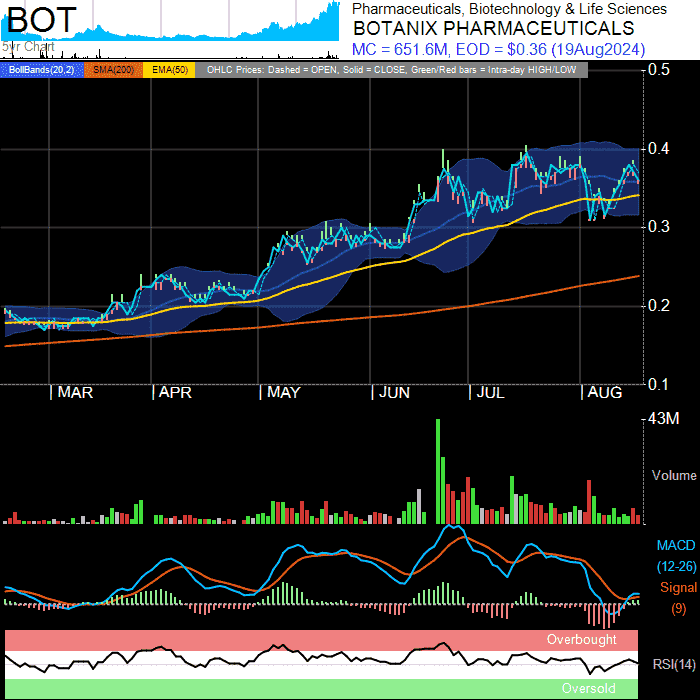 BOT
5yr Chart
Pharmaceuticals, Biotechnology & Life Sciences
BOTANIX PHARMACEUTICALS
MC = 651.6M, EOD = $0.36 (19Aug2024)
BollBands(20,2) SMA(200) EMA(50) OHLC Prices: Dashed = OPEN, Solid = CLOSE, Green/Red bars = Intra-day HIGH/LOW
0.5
0.4
0.3
0.2
0.1
MAR APR MAY JUN JUL AUG
43M
Volume
MACD
(12-26)
Signal
(9)
Overbought
RSI(14)
Oversold